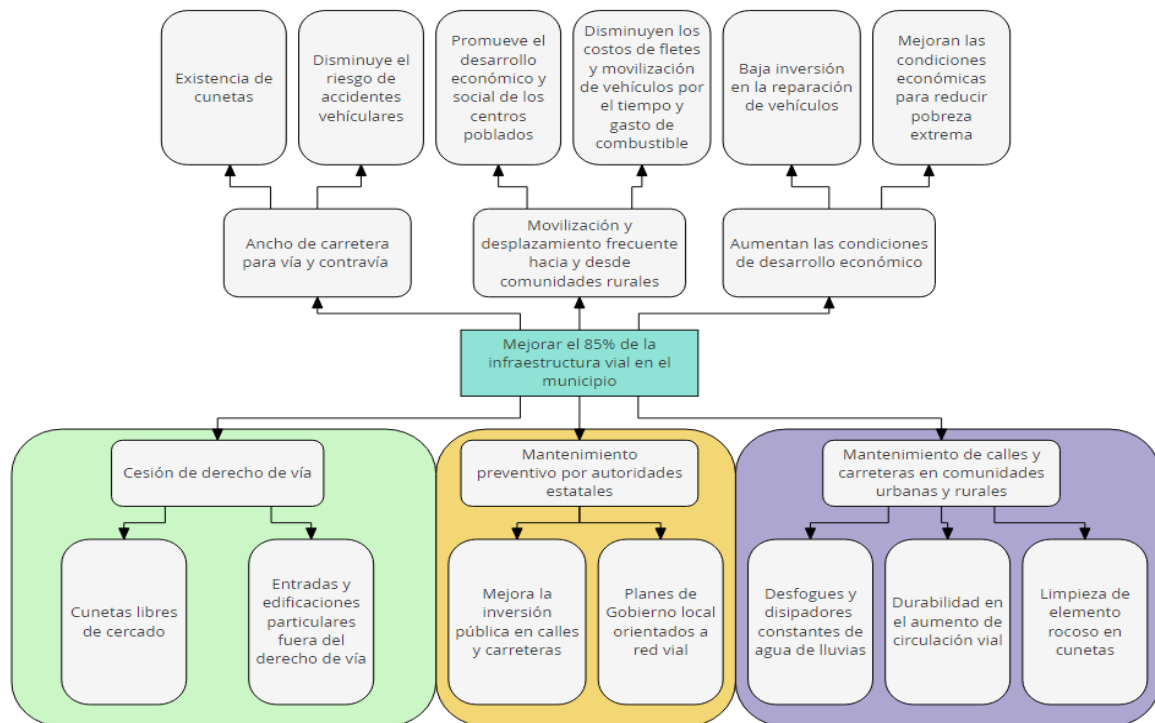 Existencia de
cunetas
Disminuye el
riesgo de
accidentes
vehículares
Promueve el
desarrollo
económico y
social de los
centros
poblados
Disminuyen los
costos de fletes
y movilización
de vehículos por
el tiempo y
gasto de
combustible
Baja inversión
en la reparación
de vehículos
Mejoran las
condiciones
económicas
para reducir
pobreza
extrema
Ancho de carretera
para vía y contravía
Movilización y
desplazamiento frecuente
hacia y desde
comunidades rurales
Aumentan las condiciones
de desarrollo económico
Mejorar el 85% de la
infraestructura vial en el
municipio
Cesión de derecho de vía
Mantenimiento
preventivo por autoridades
estatales
Mantenimiento de calles y
carreteras en comunidades
urbanas y rurales
Cunetas libres
de cercado
Entradas y
edificaciones
particulares
fuera del
derecho de vía
Mejora la
inversión
pública en calles
y carreteras
Planes de
Gobierno local
orientados a
red vial
Desfogues y
disipadores
constantes de
agua de lluvias
Durabilidad en
el aumento de
circulación vial
Limpieza de
elemento
rocoso en
cunetas